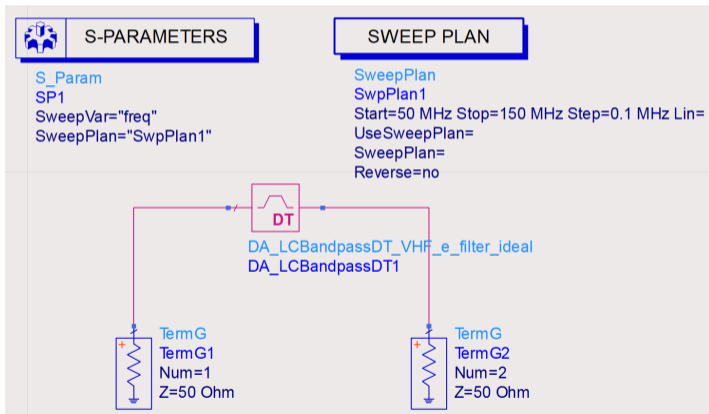 S-PARAMETERS
S_Param
SP1
SweepVar="freq"
SweepPlan="SwpPlan1"
SWEEP PLAN
SweepPlan
SwpPlan1
Start=50 MHz Stop=150 MHz Step=0.1 MHz Lin=
UseSweepPlan=
SweepPlan=
Reverse=no
DT
DA_LCBandpassDT_VHF_e_filter_ideal
DA_LCBandpassDT1
TermG
TermG1
Num=1
Z=50 Ohm
TermG
TermG2
Num=2
Z=50 Ohm